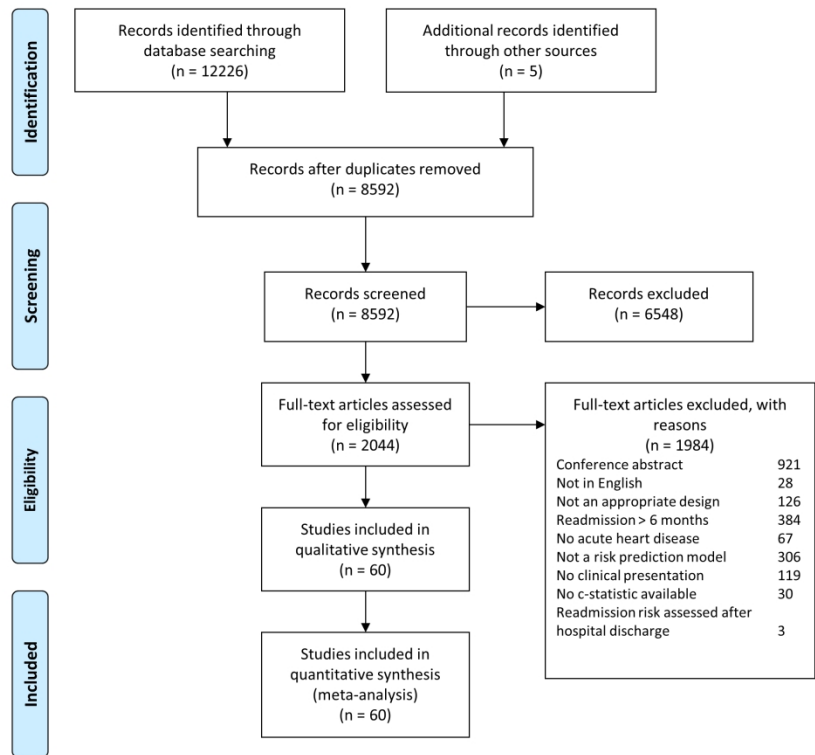 Identification
Records identified through
database searching
(n = 12226)
Additional records identified
through other sources
(n = 5)
Records after duplicates removed
(n = 8592)
Screening
Records screened
(n = 8592)
Records excluded
(n = 6548)
Eligibility
Full-text articles assessed
for eligibility
(n = 2044)
Full-text articles excluded, with
reasons
(n = 1984)
Conference abstract 921
Not in English 28
Not an appropriate design 126
Readmission > 6 months 384
No acute heart disease 67
Not a risk prediction model 306
No clinical presentation 119
No c-statistic available 30
Readmission risk assessed after
hospital discharge 3
Studies included in
qualitative synthesis
(n = 60)
Included
Studies included in
quantitative synthesis
(meta-analysis)
(n = 60)